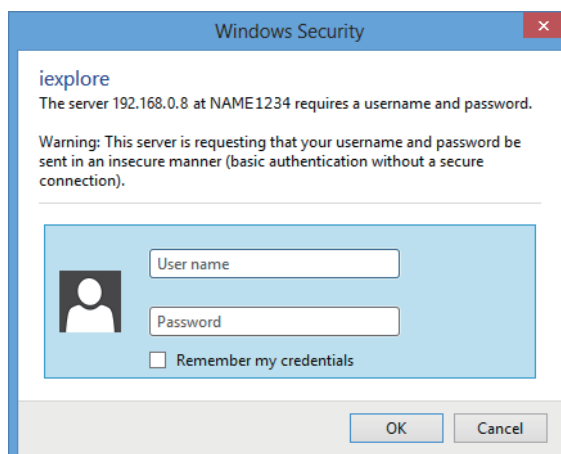 Windows Security
iexplore
The server 192.168.0.8 at NAME1234 requires a username and password.
Warning: This server is requesting that your username and password be
sent in an insecure manner (basic authentication without a secure
connection).
User name
Password
Remember my credentials
OK Cancel